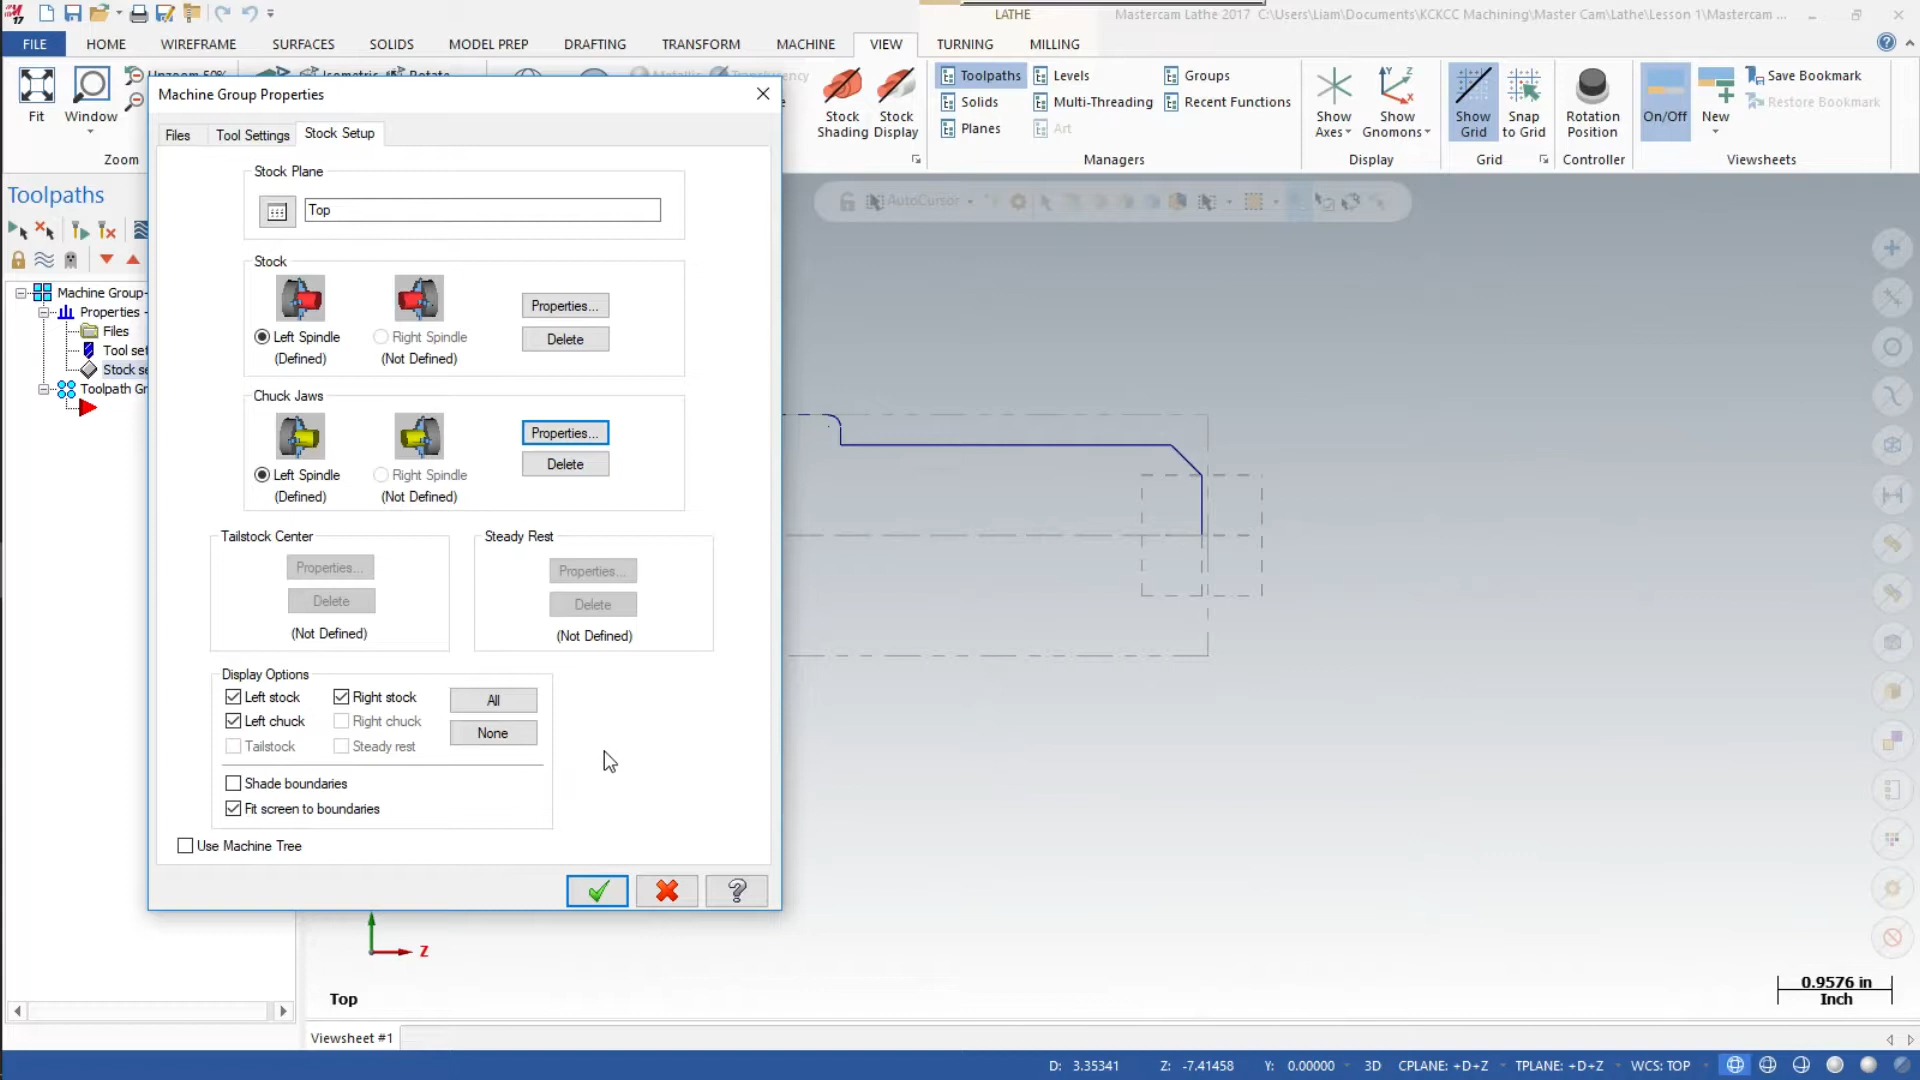 17
LATHE
Mastercam Lathe 2017 C:\Users\Liam\Documents\KCKCC Machining\Master Cam\Lathe\Lesson 1\Mastercam ...
FILE HOME WIREFRAME SURFACES SOLIDS MODEL PREP DRAFTING TRANSFORM MACHINE VIEW TURNING MILLING
Fit
Window
Zoom
Stock Shading
Stock Display
Toolpaths
Solids
Planes
Levels
Multi-Threading
Art
Groups
Recent Functions
Managers
Show Axes
Show Gnomons
Display
Show Grid
Snap to Grid
Grid
Rotation Position
Controller
On/Off
New
Save Bookmark
Restore Bookmark
Viewsheets
Toolpaths
Machine Group-
Properties -
Files
Tool set
Stock se
Toolpath Gr
Machine Group Properties
Files Tool Settings Stock Setup
Stock Plane
Top
Stock
Left Spindle
(Defined)
Right Spindle
(Not Defined)
Properties...
Delete
Chuck Jaws
Left Spindle
(Defined)
Right Spindle
(Not Defined)
Properties...
Delete
Tailstock Center
Properties...
Delete
(Not Defined)
Steady Rest
Properties...
Delete
(Not Defined)
Display Options
Left stock Right stock All
Left chuck Right chuck None
Tailstock Steady rest
Shade boundaries
Fit screen to boundaries
Use Machine Tree
AutoCursor
Z
Top
0.9576 in
Inch
Viewsheet #1
D: 3.35341 Z: -7.41458 Y: 0.00000 3D CPLANE: +D+Z TPLANE: +D+Z WCS: TOP